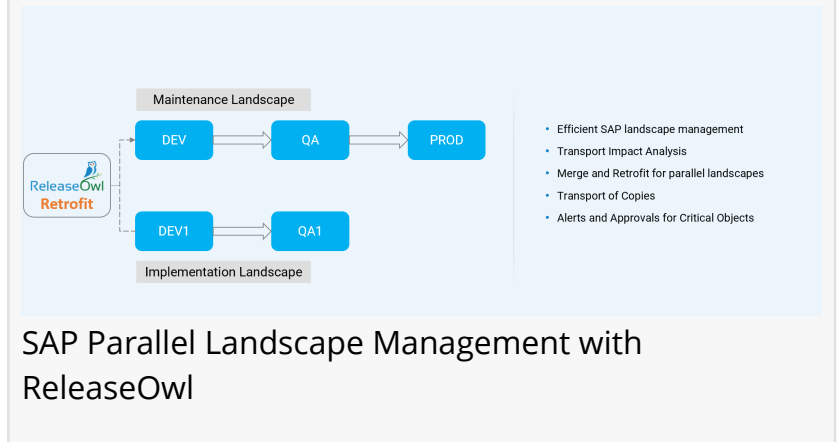 Maintenance Landscape
DEV
QA
PROD
ReleaseOwl
Retrofit
DEV1
QA1
Implementation Landscape
• Efficient SAP landscape management
• Transport Impact Analysis
• Merge and Retrofit for parallel landscapes
• Transport of Copies
• Alerts and Approvals for Critical Objects
SAP Parallel Landscape Management with
ReleaseOwl